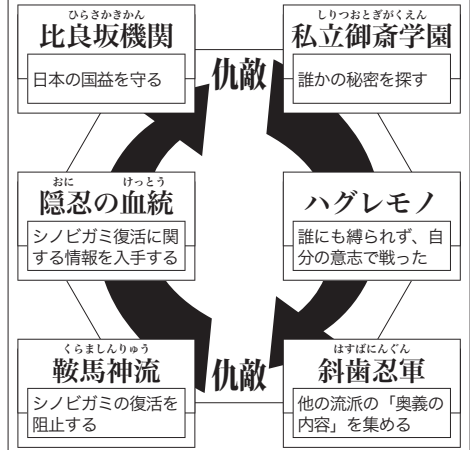 ひらさかきかん
比良坂機関
日本の国益を守る
しりつおとぎがくえん
私立御斎学園
誰かの秘密を探す
仇敵
おに けっとう
隠忍の血統
シノビガミ復活に関
する情報を入手する
ハグレモノ
誰にも縛られず、自
分の意志で戦った
くらましんりゅう
鞍馬神流
シノビガミの復活を
阻止する
仇敵
はすばにんぐん
斜歯忍軍
他の流派の「奥義の
内容」を集める